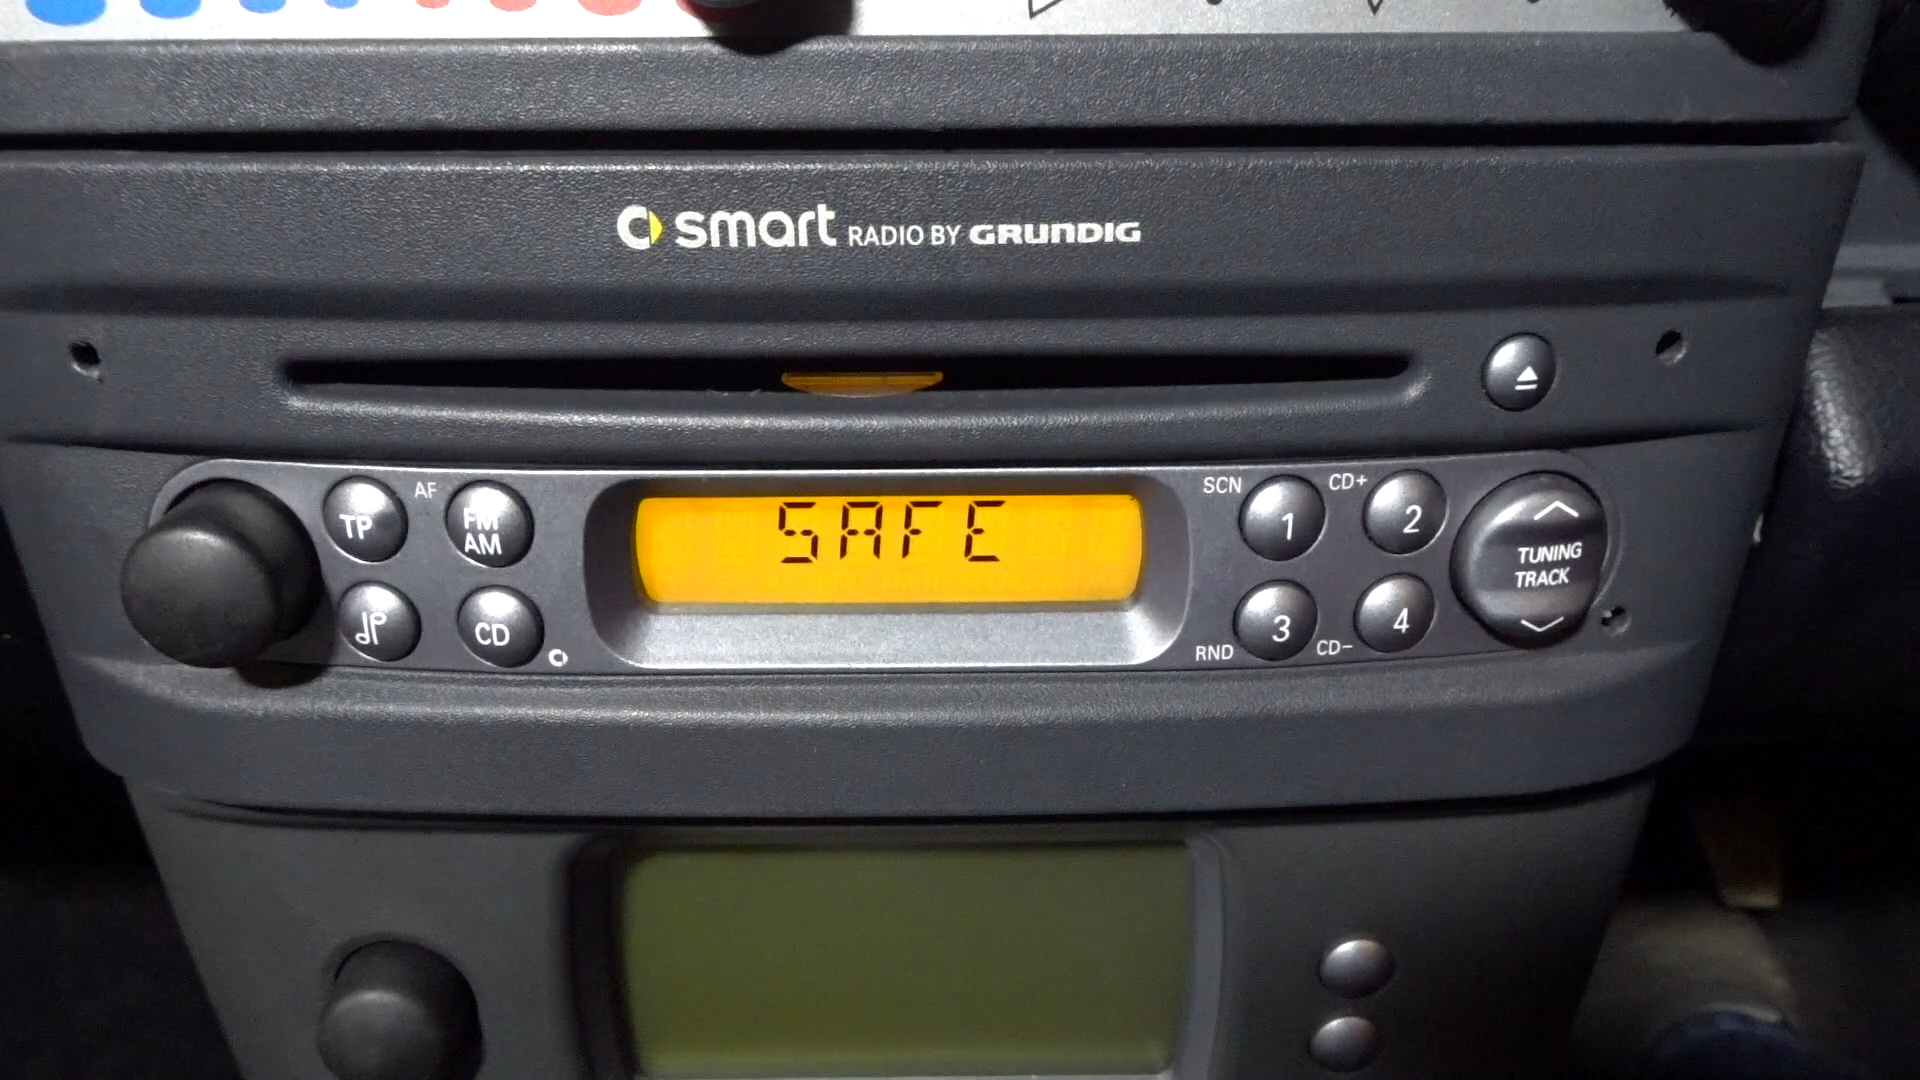 smart RADIO BY GRUNDIG
TP
AF
FM
AM
CD
SAFE
SCN
1
CD+
2
RND
3
CD-
4
TUNING
TRACK